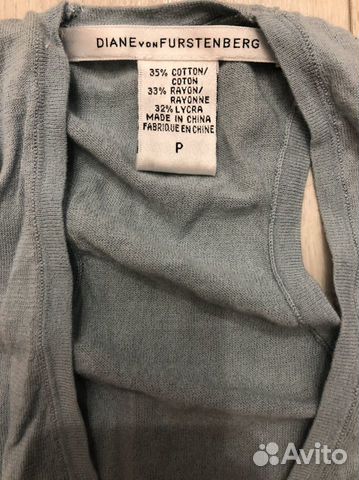 DIANE VON FURSTENBERG
35% COTTON/
COTON
33% RAYON/
RAYONNE
32% LYCRA
MADE IN CHINA
FABRIQUE EN CHINE
P
Avito